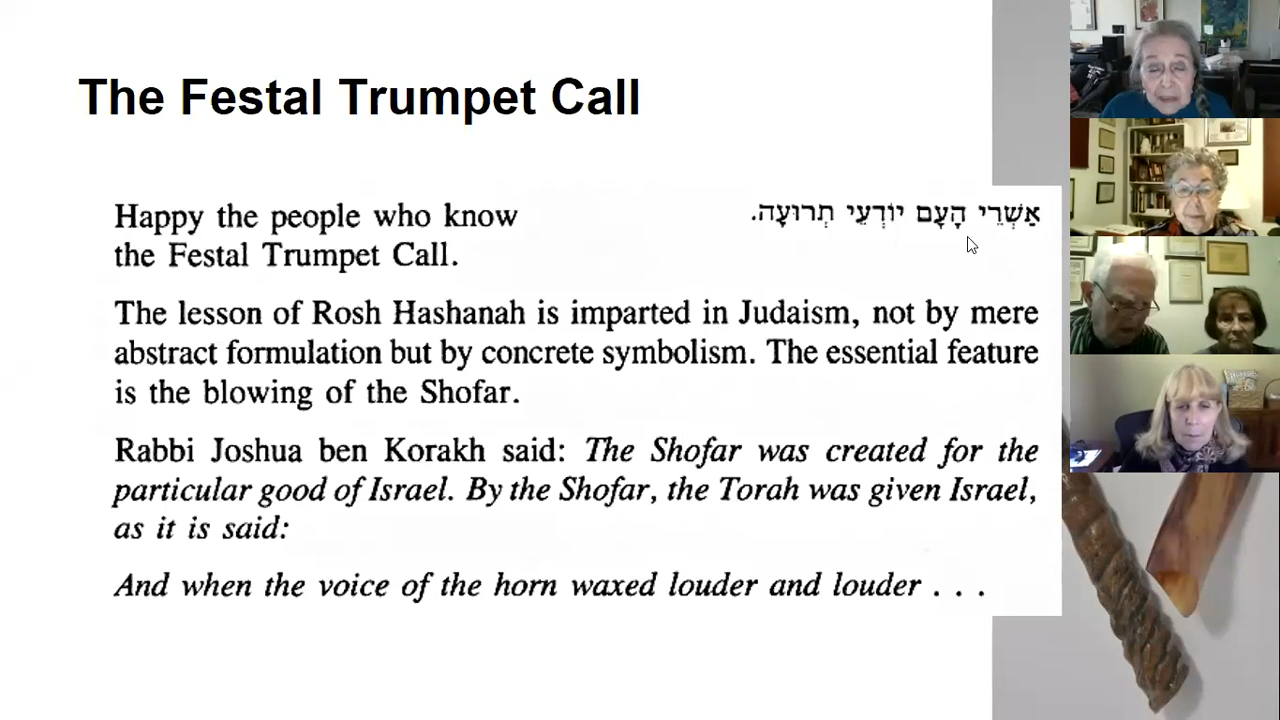 The Festal Trumpet Call
Happy the people who know
אַשְׁרֵי הָעָם יוֹדְעֵי תְרוּעָה.
the Festal Trumpet Call.
The lesson of Rosh Hashanah is imparted in Judaism, not by mere
abstract formulation but by concrete symbolism. The essential feature
is the blowing of the Shofar.
Rabbi Joshua ben Korakh said: The Shofar was created for the
particular good of Israel. By the Shofar, the Torah was given Israel,
as it is said:
And when the voice of the horn waxed louder and louder . . .